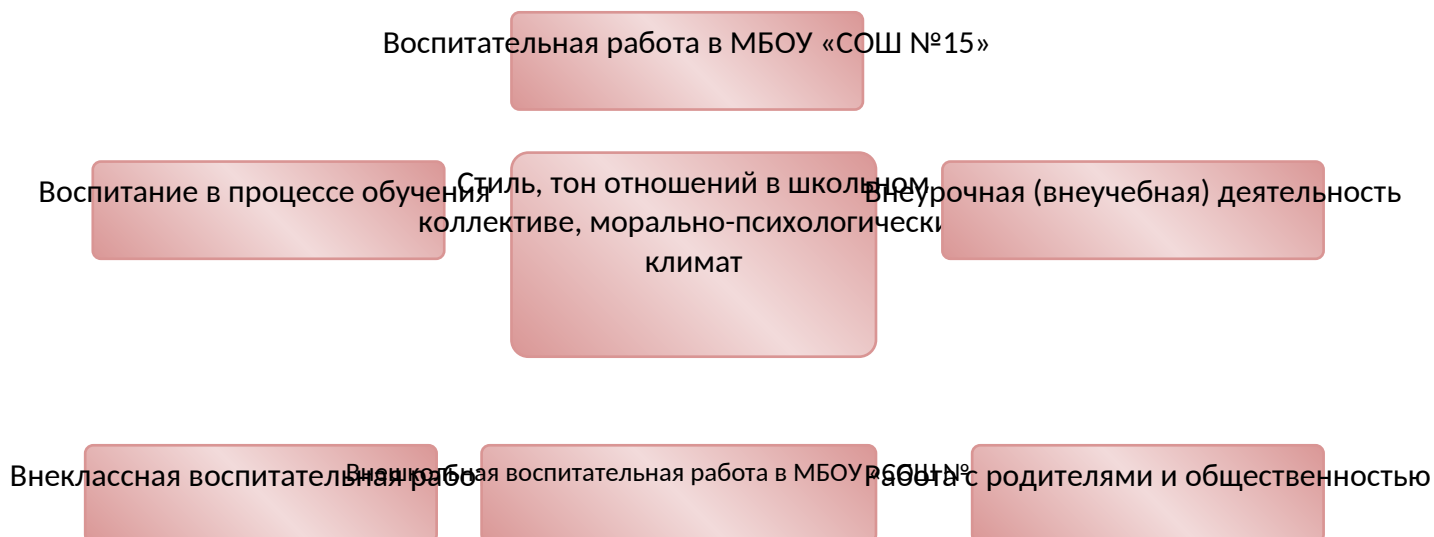 Воспитательная работа в МБОУ «СОШ №15»
Воспитание в процессе обучения
Стиль, тон отношений в школьном
коллективе, морально-психологически
климат
Внеурочная (внеучебная) деятельность
Внеклассная воспитательная рабо
Внешкольная воспитательная работа в МБОУ «СОШ №
Работа с родителями и общественностью